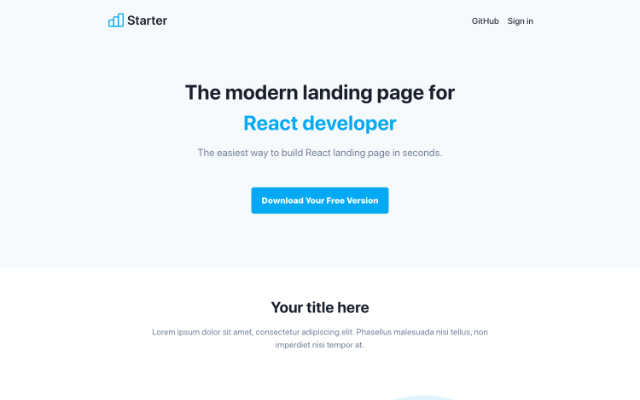 Starter
GitHub Sign in
The modern landing page for
React developer
The easiest way to build React landing page in seconds.
Download Your Free Version
Your title here
Lorem ipsum dolor sit amet, consectetur adipiscing elit. Phasellus malesuada nisi tellus, non
imperdiet nisi tempor at.